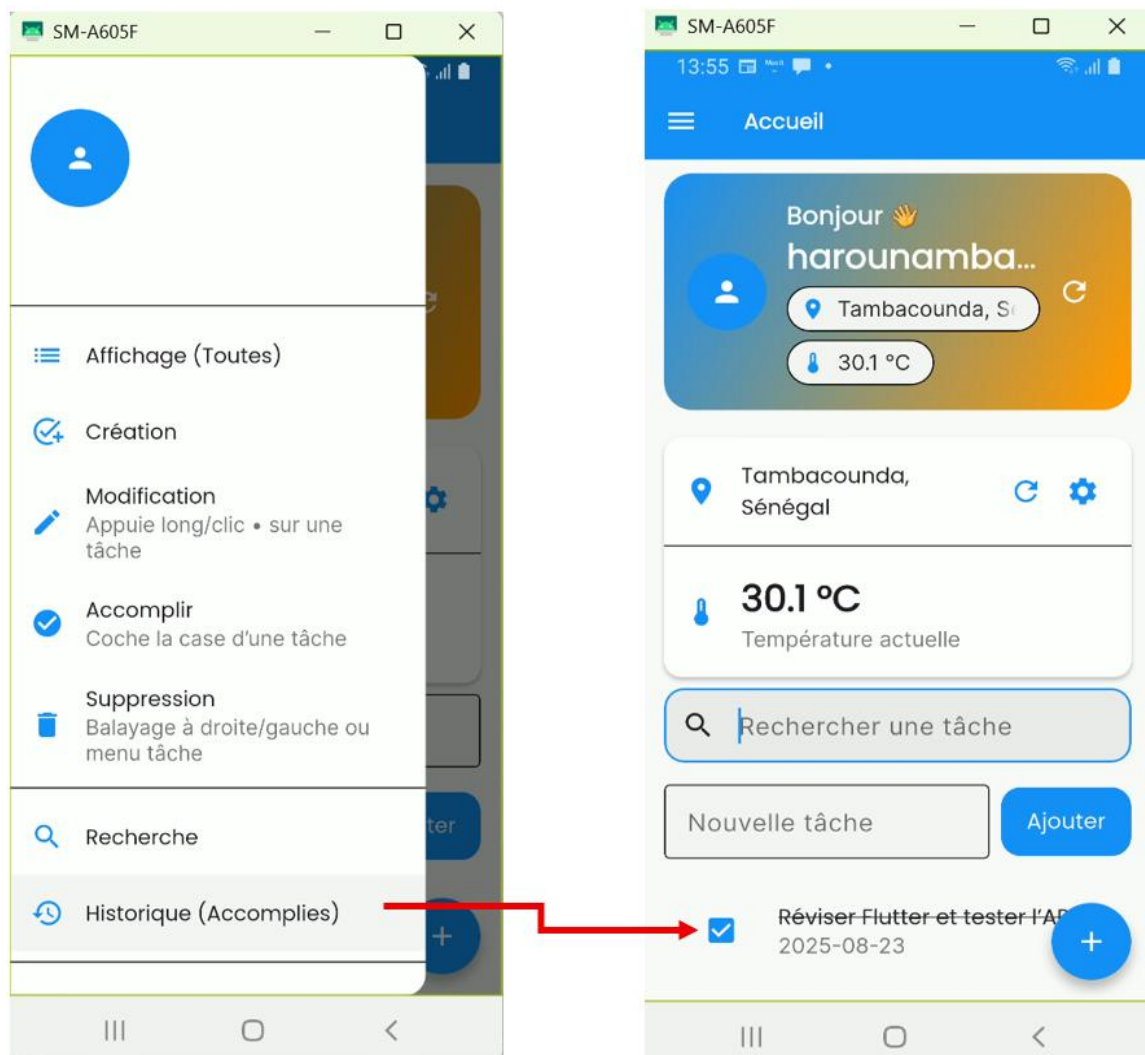 SM-A605F
Affichage (Toutes)
Création
Modification
Appuie long/clic • sur une
tâche
Accomplir
Coche la case d'une tâche
Suppression
Balayage à droite/gauche ou
menu tâche
Recherche
Historique (Accomplies)
ter
SM-A605F
13:55
Accueil
Bonjour 👋
harounamba...
Tambacounda, S
30.1 °C
Tambacounda,
Sénégal
30.1 °C
Température actuelle
Rechercher une tâche
Nouvelle tâche
Ajouter
Réviser Flutter et tester l'AP
2025-08-23